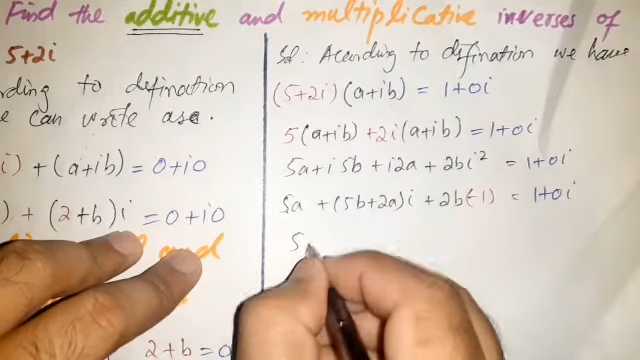 Find the additive and multiplicative inverses of
5+2i
rding to defination
e can write as.
i) + (a+ib) = 0+i0
) + (2+b)i = 0+i0
and
2+b=0
Sol: According to defination we have
(5+2i)(a+ib) = 1+0i
5(a+ib)+2i(a+ib)=1+0i
5a+i5b+i2a+2bi² = 1+0i
5a +(5b+2a)i+2b(-1) = 1+0i
5